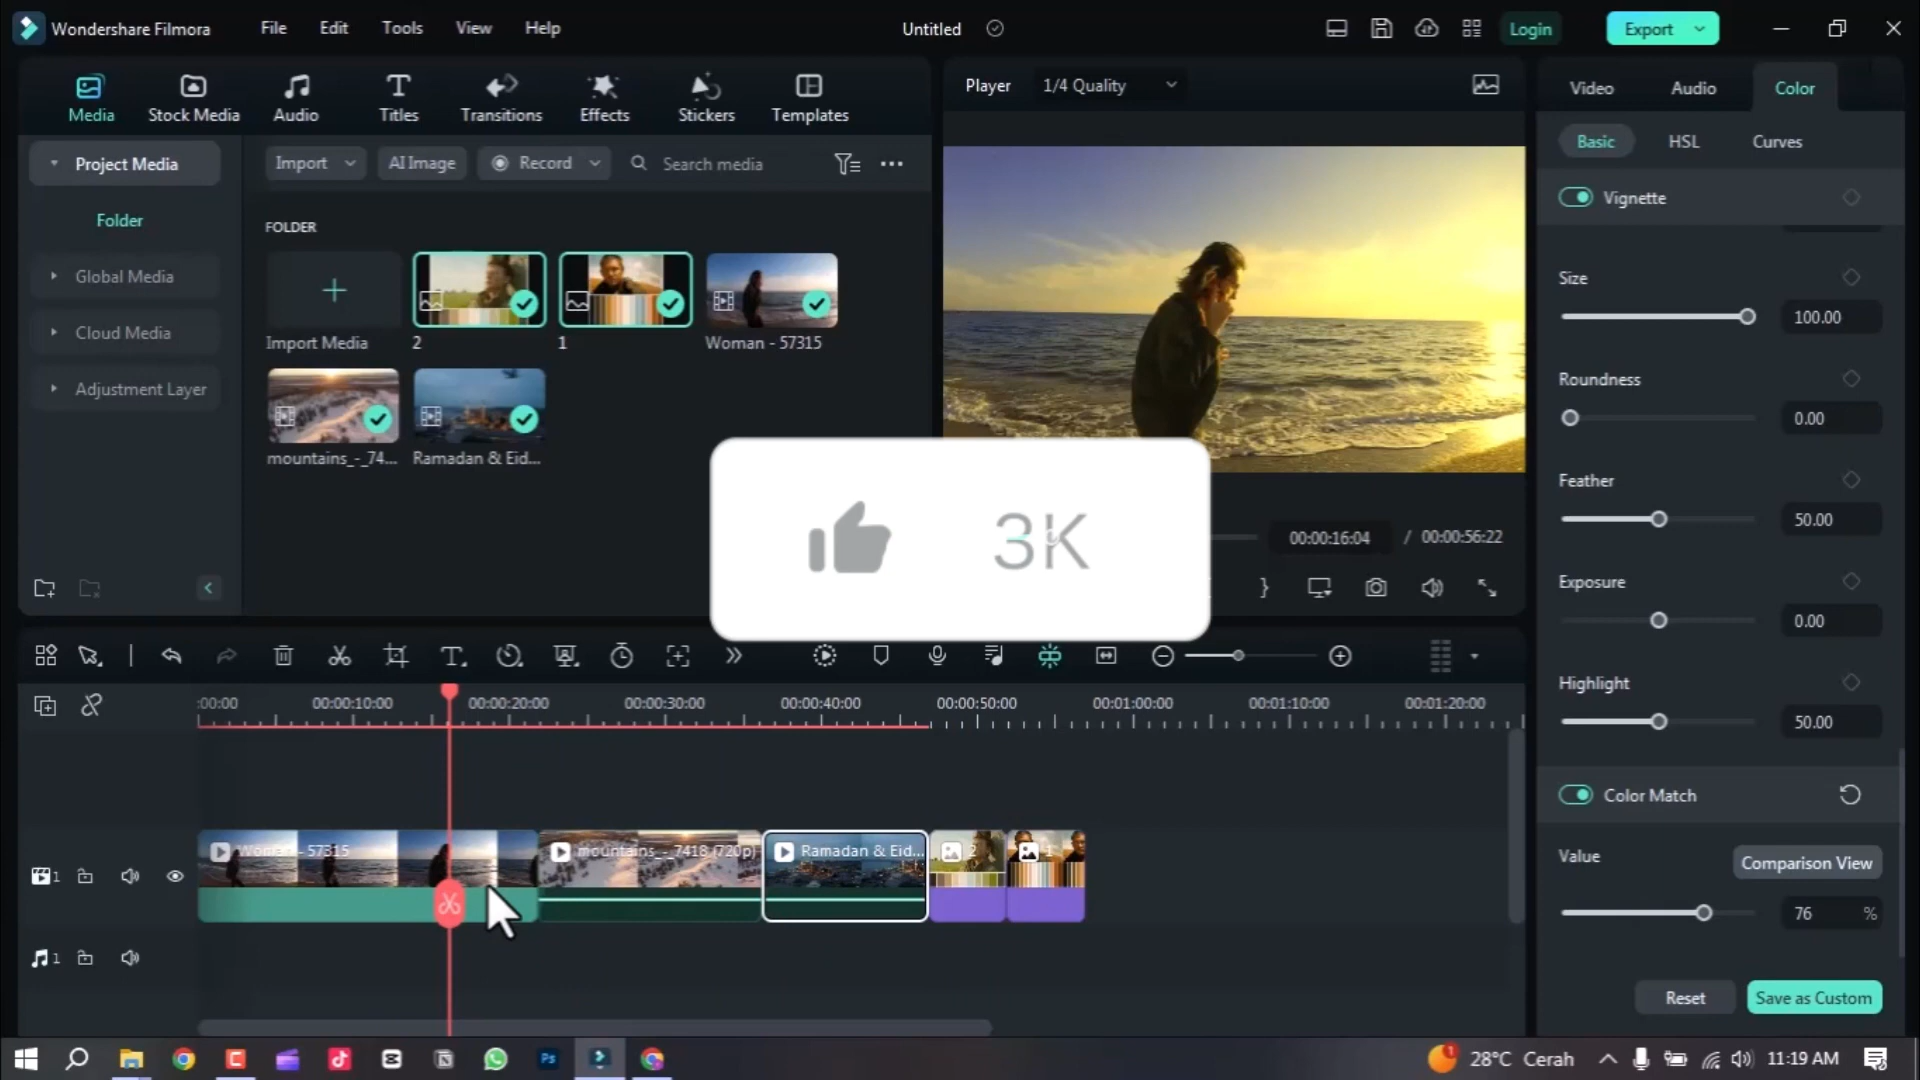 Wondershare Filmora
File
Edit
Tools
View
Help
Untitled
Login
Export
Media
Stock Media
Audio
Titles
Transitions
Effects
Stickers
Templates
Player
1/4 Quality
Video
Audio
Color
Project Media
Import
AI Image
Record
Search media
Basic
HSL
Curves
Vignette
Folder
FOLDER
Global Media
Cloud Media
Adjustment Layer
Import Media
2
1
Woman - 57315
mountains_-_74...
Ramadan & Eid...
Size
100.00
Roundness
0.00
Feather
50.00
Exposure
0.00
Highlight
50.00
3K
00:00:16:04 / 00:00:56:22
:00:00
00:00:10:00
00:00:20:00
00:00:30:00
00:00:40:00
00:00:50:00
00:01:00:00
00:01:10:00
00:01:20:00
Color Match
Value
Comparison View
76 %
Reset
Save as Custom
1
- 57315
mountains_-_7418 (720p)
Ramadan & Eid...
2
1
1
Ps
1
28°C Cerah
11:19 AM